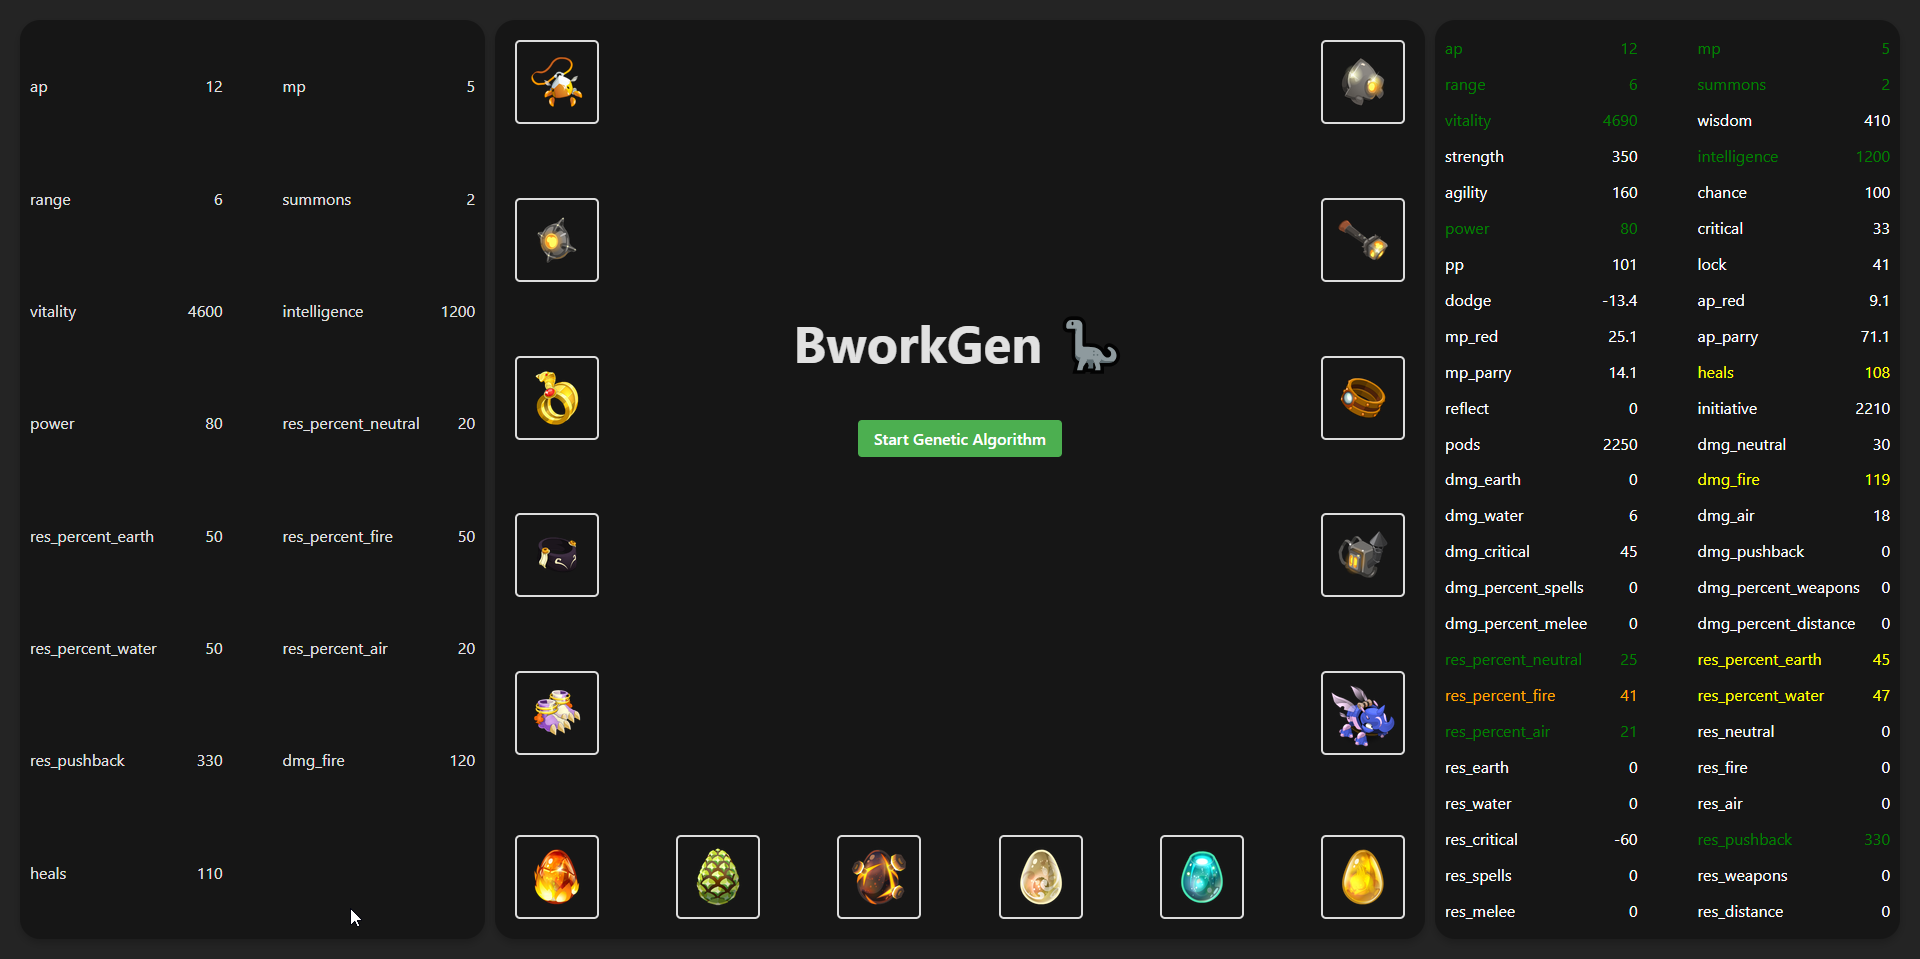 ap 12 mp 5
range 6 summons 2
vitality 4600 intelligence 1200
power 80 res_percent_neutral 20
res_percent_earth 50 res_percent_fire 50
res_percent_water 50 res_percent_air 20
res_pushback 330 dmg_fire 120
heals 110
BworkGen
Start Genetic Algorithm
ap 12 mp 5
range 6 summons 2
vitality 4690 wisdom 410
strength 350 intelligence 1200
agility 160 chance 100
power 80 critical 33
pp 101 lock 41
dodge -13.4 ap_red 9.1
mp_red 25.1 ap_parry 71.1
mp_parry 14.1 heals 108
reflect 0 initiative 2210
pods 2250 dmg_neutral 30
dmg_earth 0 dmg_fire 119
dmg_water 6 dmg_air 18
dmg_critical 45 dmg_pushback 0
dmg_percent_spells 0 dmg_percent_weapons 0
dmg_percent_melee 0 dmg_percent_distance 0
res_percent_neutral 25 res_percent_earth 45
res_percent_fire 41 res_percent_water 47
res_percent_air 21 res_neutral 0
res_earth 0 res_fire 0
res_water 0 res_air 0
res_critical -60 res_pushback 330
res_spells 0 res_weapons 0
res_melee 0 res_distance 0